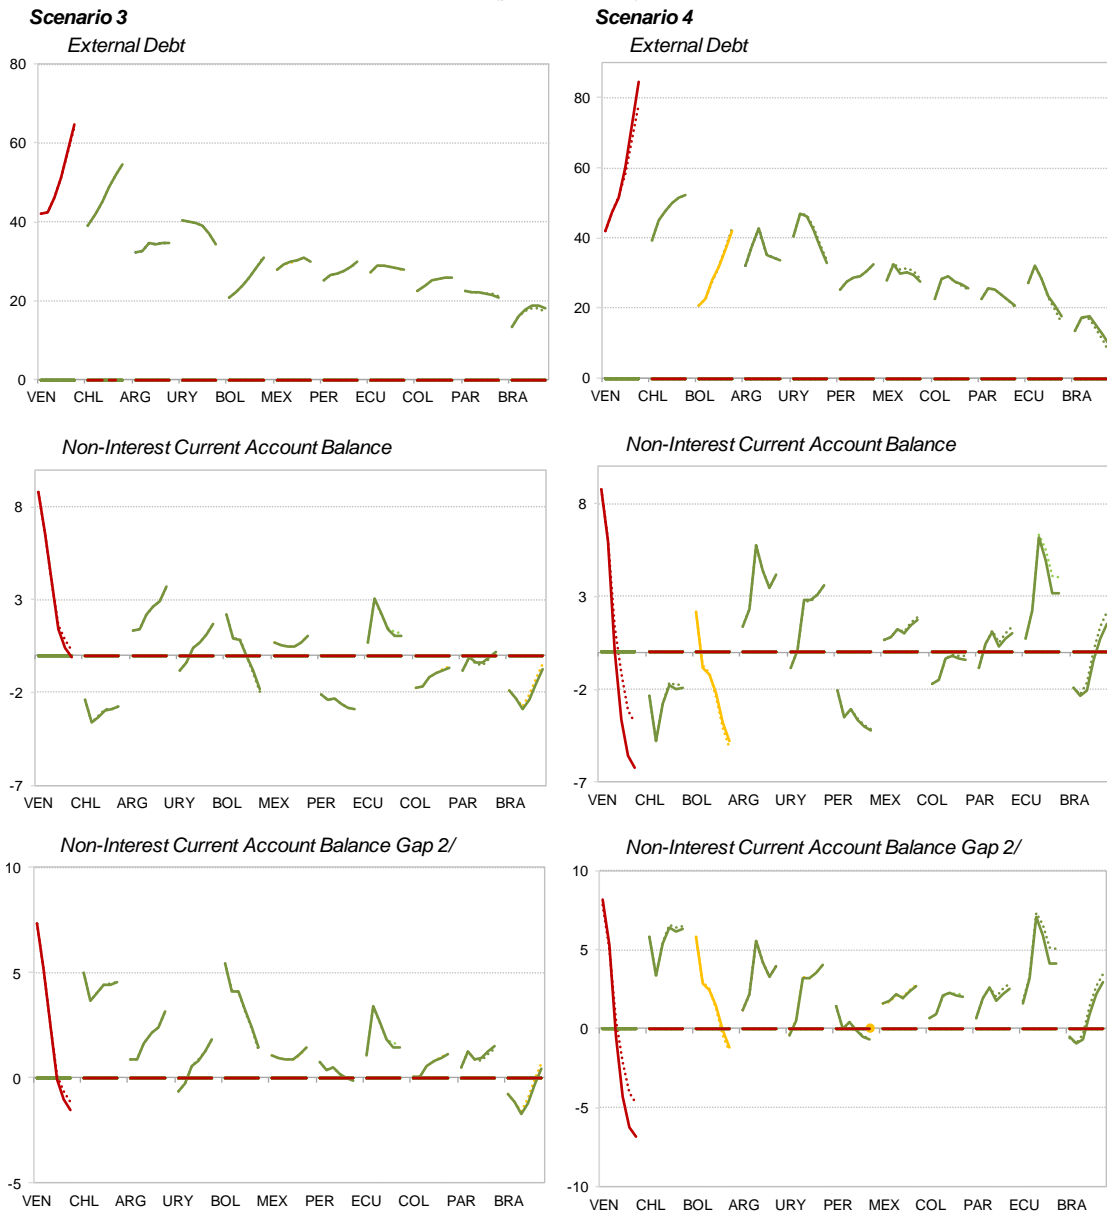 Scenario 3
External Debt
80
60
40
20
0
VEN CHL ARG URY BOL MEX PER ECU COL PAR BRA
Non-Interest Current Account Balance
8
3
-2
-7
VEN CHL ARG URY BOL MEX PER ECU COL PAR BRA
Non-Interest Current Account Balance Gap 2/
10
5
0
-5
VEN CHL ARG URY BOL MEX PER ECU COL PAR BRA
Scenario 4
External Debt
80
60
40
20
0
VEN CHL BOL ARG URY PER MEX COL PAR ECU BRA
Non-Interest Current Account Balance
8
3
-2
-7
VEN CHL BOL ARG URY PER MEX COL PAR ECU BRA
Non-Interest Current Account Balance Gap 2/
10
5
0
-5
-10
VEN CHL BOL ARG URY PER MEX COL PAR ECU BRA